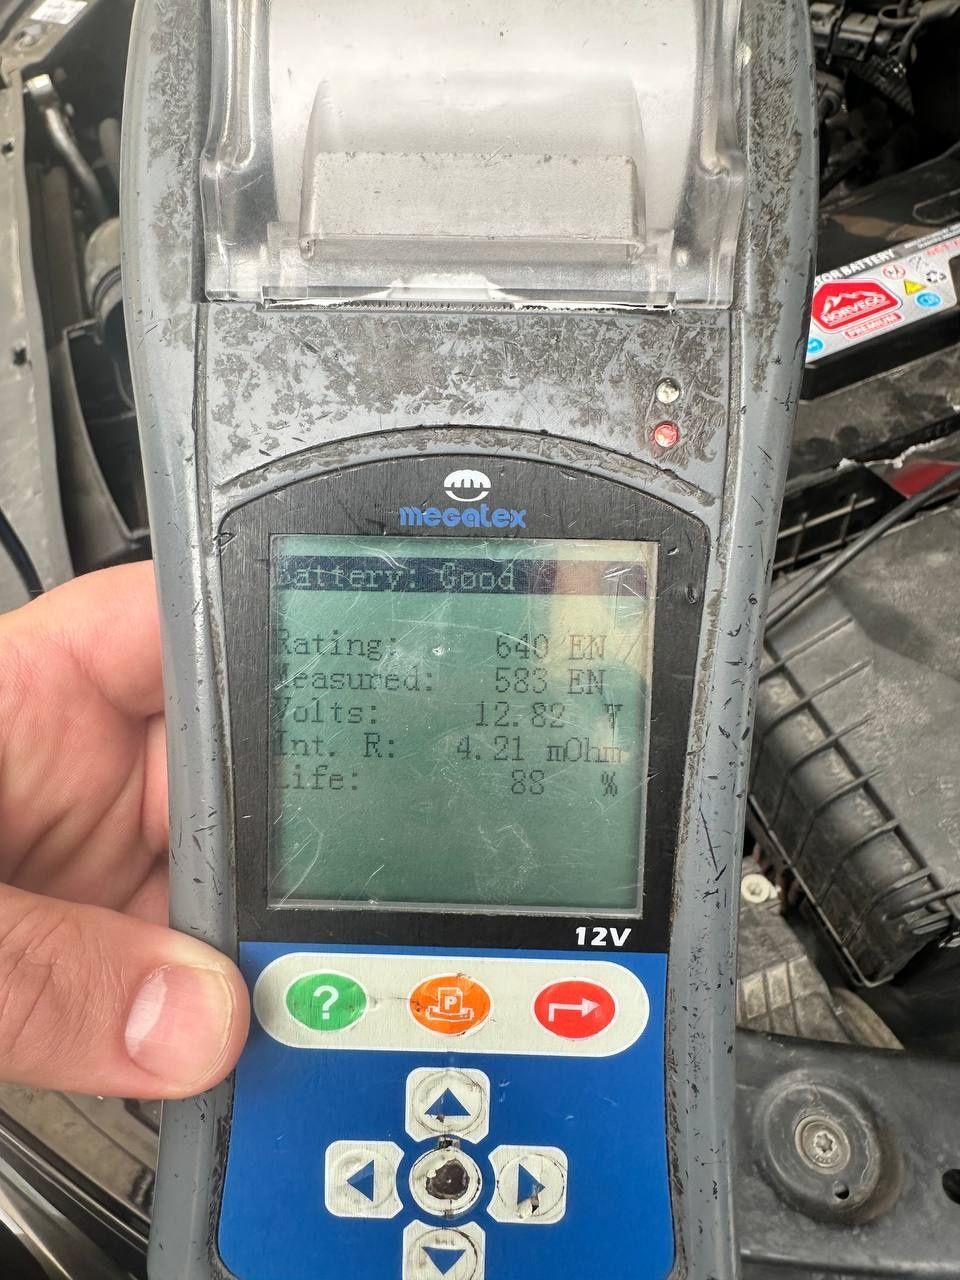 BATTERY
NORVEGO
PREMIUM
megatex
Battery: Good
Rating: 640 EN
Measured: 583 EN
Volts: 12.82 V
Int. R: 4.21 mOhm
Life: 88 %
12V
?
P